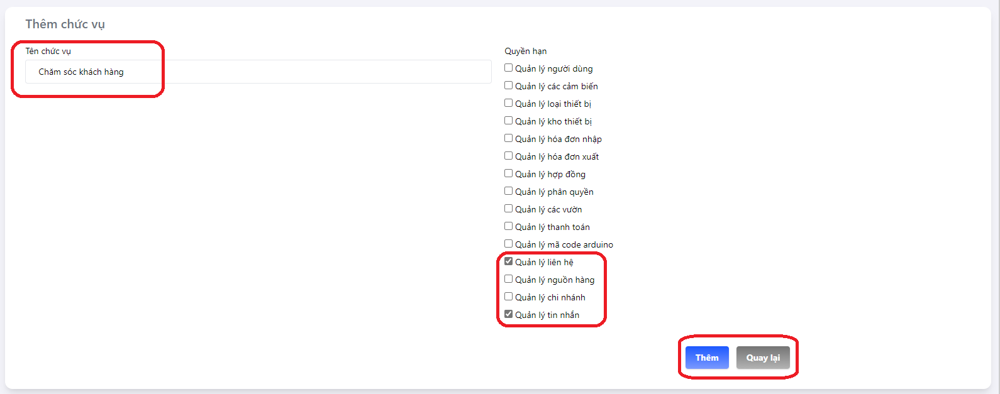 Thêm chức vụ
Tên chức vụ
Chăm sóc khách hàng
Quyền hạn
Quản lý người dùng
Quản lý các cảm biến
Quản lý loại thiết bị
Quản lý kho thiết bị
Quản lý hóa đơn nhập
Quản lý hóa đơn xuất
Quản lý hợp đồng
Quản lý phân quyền
Quản lý các vườn
Quản lý thanh toán
Quản lý mã code arduino
Quản lý liên hệ
Quản lý nguồn hàng
Quản lý chi nhánh
Quản lý tin nhắn
Thêm Quay lại